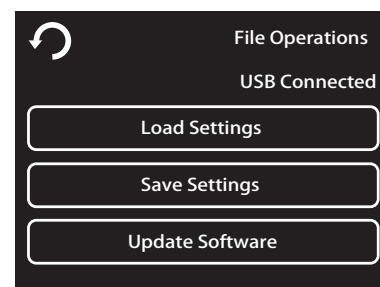 File Operations
USB Connected
Load Settings
Save Settings
Update Software